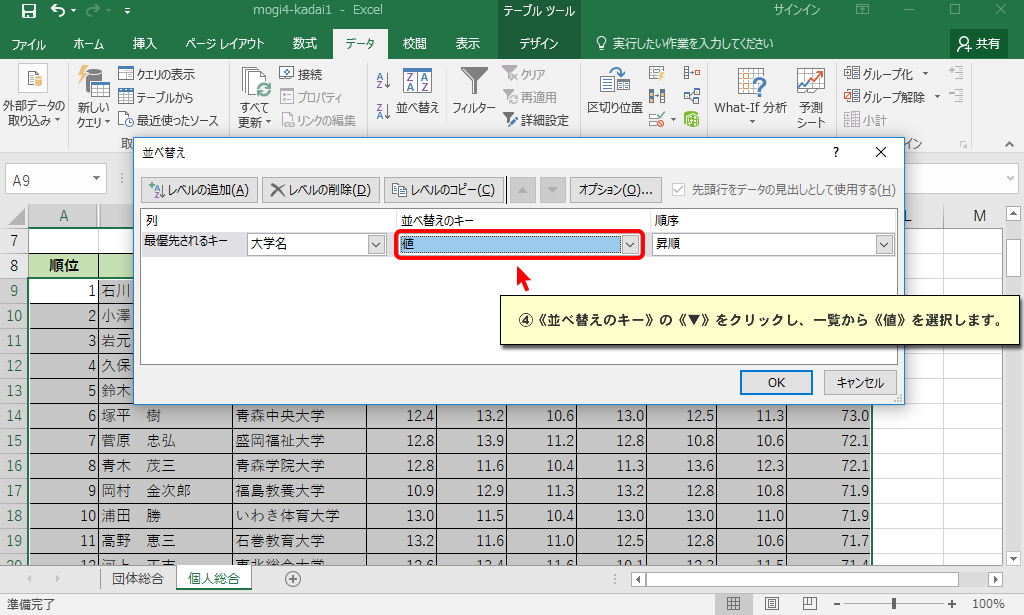 mogi4-kadai1 - Excel
テーブル ツール
サインイン
ファイル ホーム 挿入 ページ レイアウト 数式 データ 校閲 表示 デザイン 実行したい作業を入力してください 共有
外部データの取り込み
新しいクエリ
クエリの表示
テーブルから
最近使ったソース
すべて更新
接続
プロパティ
リンクの編集
並べ替え
フィルター
クリア
再適用
詳細設定
区切り位置
What-If 分析
予測シート
グループ化
グループ解除
小計
取
イン
並べ替え ?
レベルの追加(A) レベルの削除(D) レベルのコピー(C) オプション(O)... 先頭行をデータの見出しとして使用する(H)
列 並べ替えのキー 順序
最優先されるキー 大学名 値 昇順
④《並べ替えのキー》の《▼》をクリックし、一覧から《値》を選択します。
OK キャンセル
A9
A L M
7
8 順位
9 1 石川
10 2 小澤
11 3 岩元
12 4 久保
13 5 鈴木
14 6 塚平 樹 青森中央大学 12.4 13.2 10.6 13.0 12.5 11.3 73.0
15 7 菅原 忠弘 盛岡福祉大学 12.8 13.9 11.2 12.8 10.8 10.6 72.1
16 8 青木 茂三 青森学院大学 12.8 11.6 10.4 11.3 13.6 12.3 72.1
17 9 岡村 金次郎 福島教養大学 10.9 12.9 11.3 13.2 12.8 10.8 71.9
18 10 浦田 勝 いわき体育大学 13.0 11.5 10.4 13.0 13.0 11.0 71.9
19 11 高野 恵三 石巻教育大学 13.2 11.6 11.0 12.5 12.8 10.6 71.7
団体総合 個人総合
準備完了 100%